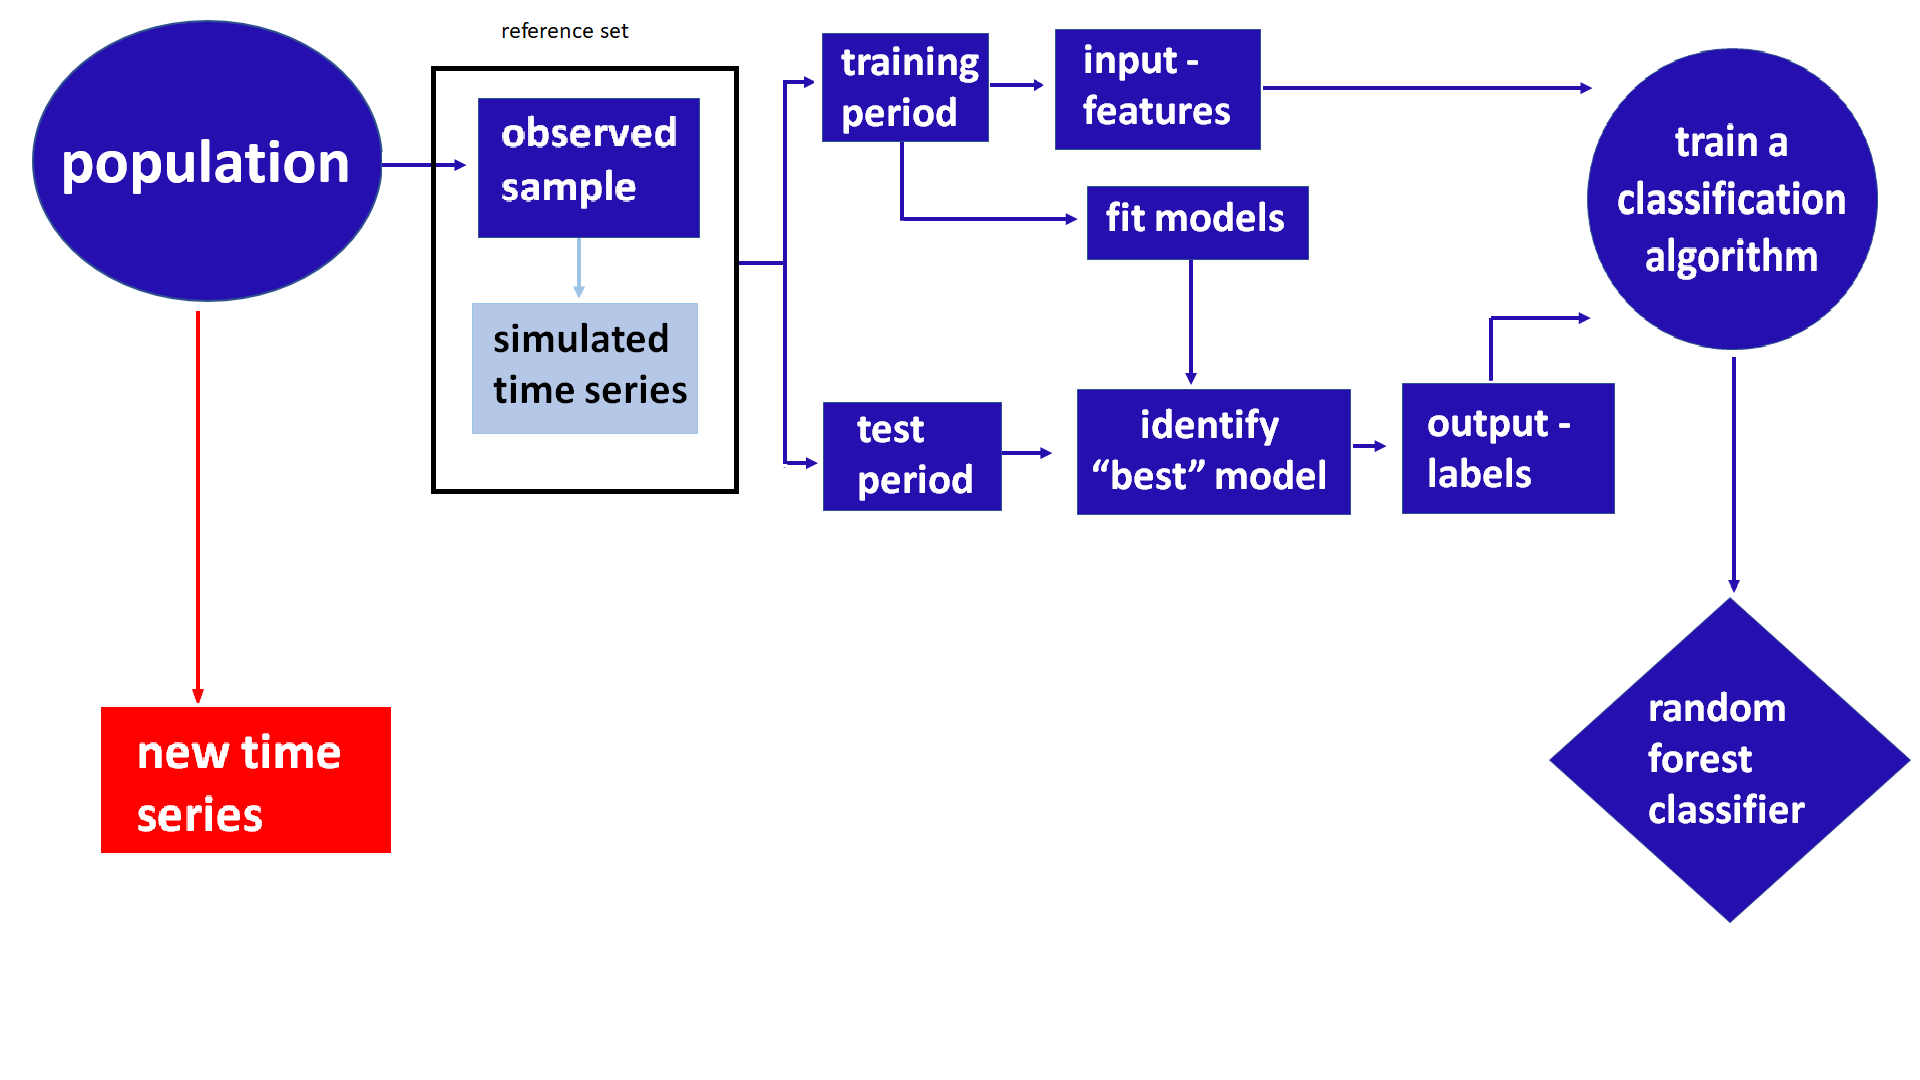 reference set
population
observed
sample
simulated
time series
training
period
input -
features
fit models
test
period
identify
“best” model
output -
labels
train a
classification
algorithm
random
forest
classifier
new time
series